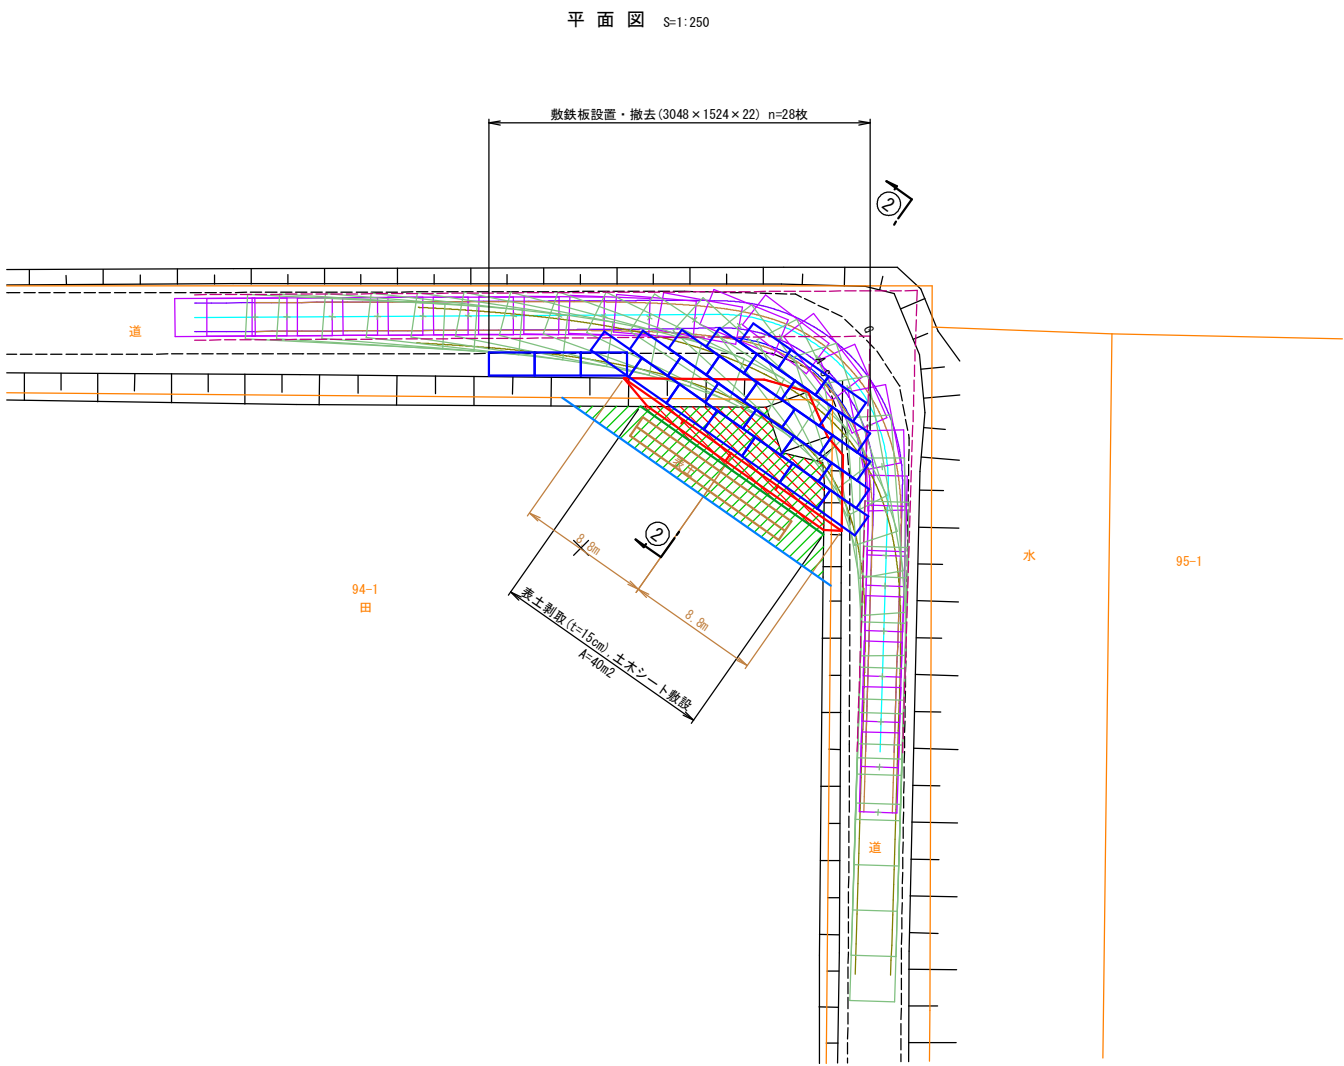 平 面 図 S=1:250
敷鉄板設置・撤去(3048×1524×22) n=28枚
②
道
表土
②
8.8m
8.8m
表土剥取(t=15cm),土木シート敷設
A=40m2
94-1
田
水
95-1
道